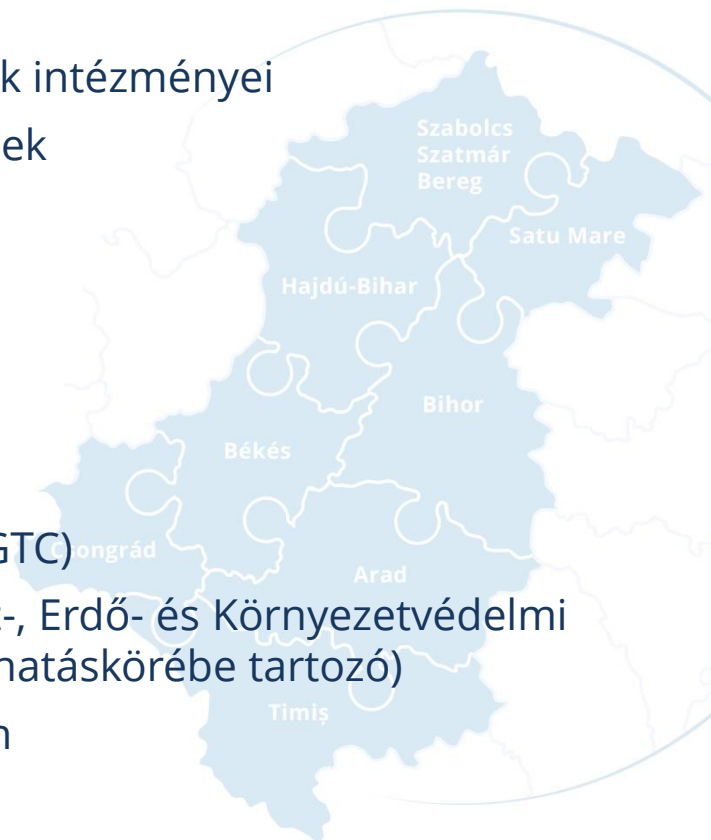 k intézményei
ek
Szabolcs
Szatmár
Bereg
Satu Mare
Hajdú-Bihar
Bihor
Békés
GTC)
Csongrád
Arad
-, Erdő- és Környezetvédelmi
hatáskörébe tartozó)
Timiș